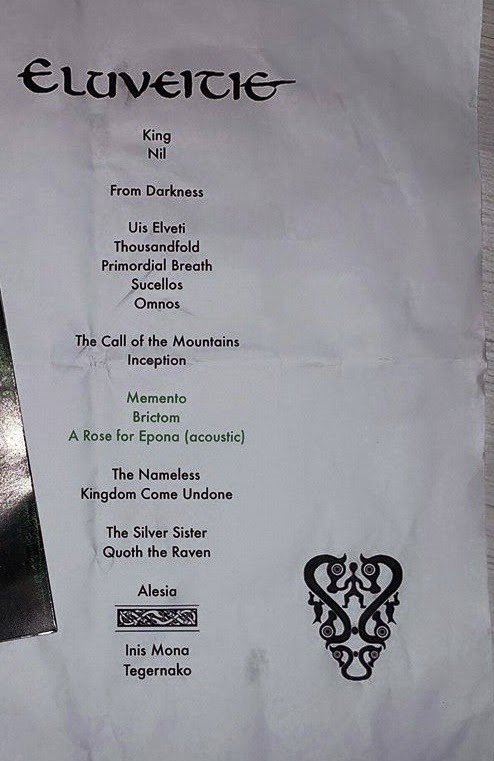 ELUVEITIE
King
Nil
From Darkness
Uis Elveti
Thousandfold
Primordial Breath
Sucellos
Omnos
The Call of the Mountains
Inception
Memento
Brictom
A Rose for Epona (acoustic)
The Nameless
Kingdom Come Undone
The Silver Sister
Quoth the Raven
Alesia
Inis Mona
Tegernako